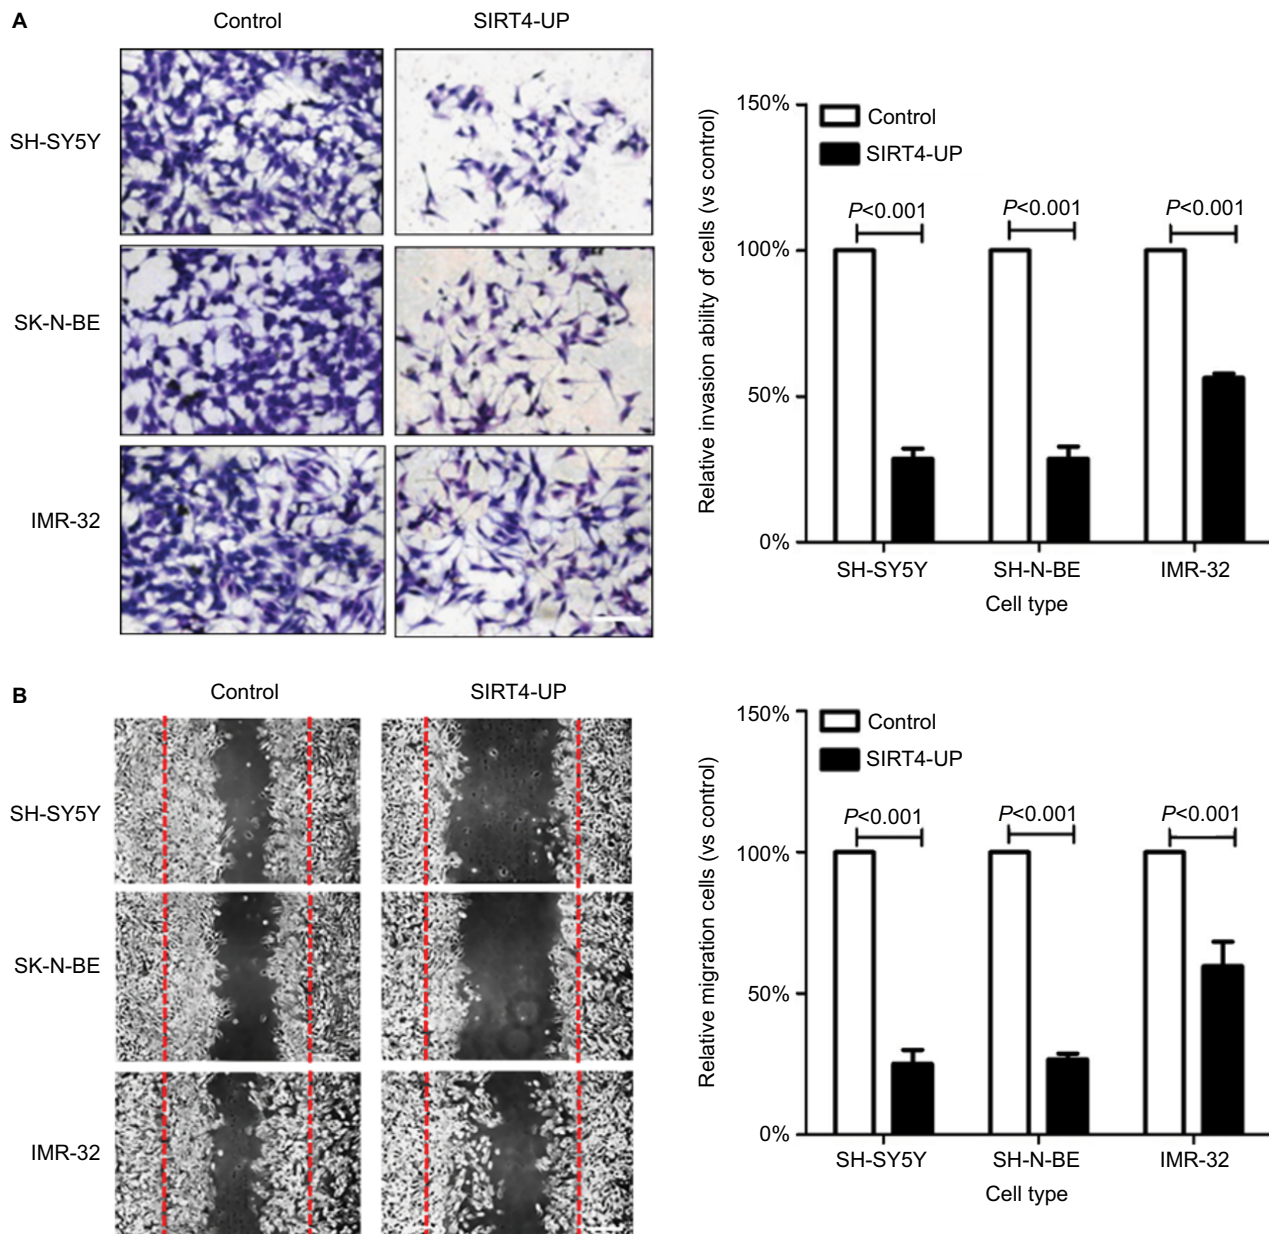 A
Control
SIRT4-UP
SH-SY5Y
SK-N-BE
IMR-32
Relative invasion ability of cells (vs control)
150%
100%
50%
0%
Control
SIRT4-UP
P<0.001
P<0.001
P<0.001
SH-SY5Y
SH-N-BE
IMR-32
Cell type
B
Control
SIRT4-UP
SH-SY5Y
SK-N-BE
IMR-32
Relative migration cells (vs control)
150%
100%
50%
0%
Control
SIRT4-UP
P<0.001
P<0.001
P<0.001
SH-SY5Y
SH-N-BE
IMR-32
Cell type